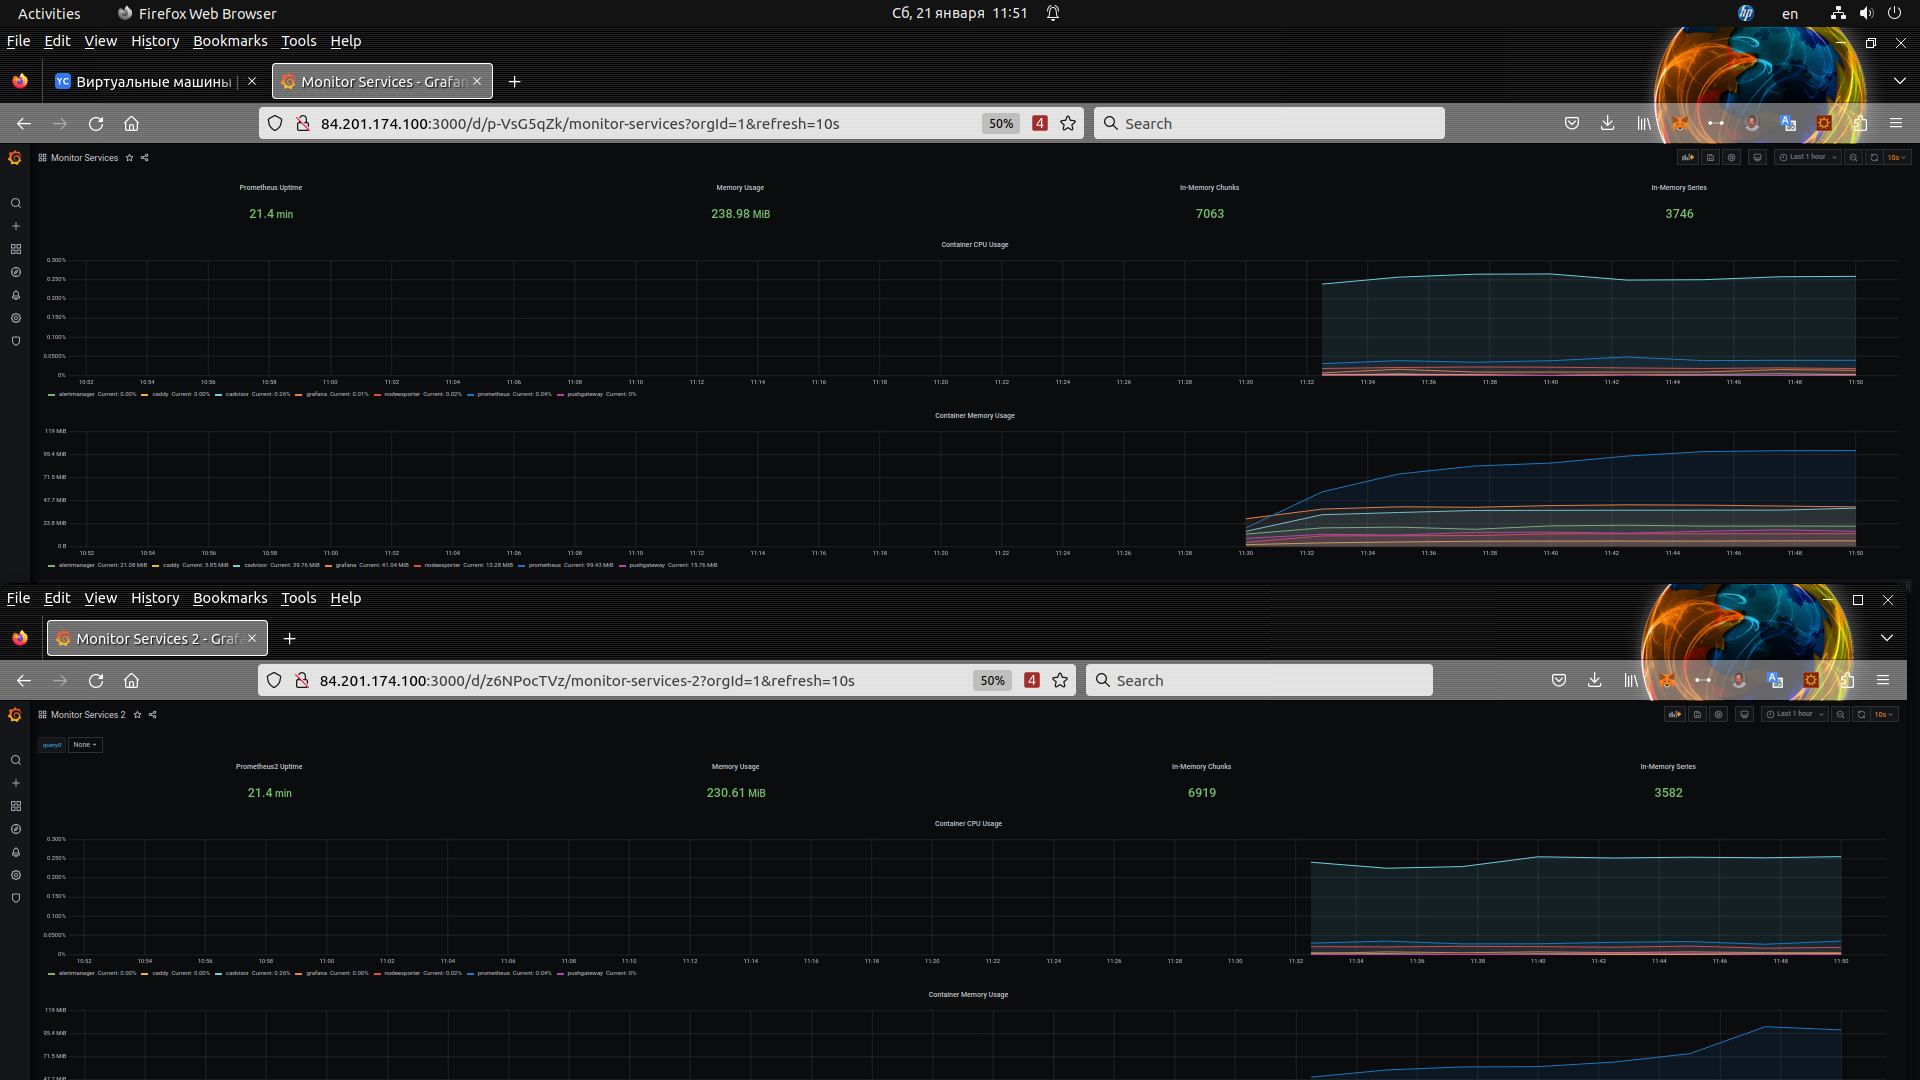 Activities Firefox Web Browser Сб, 21 января 11:51 en
File Edit View History Bookmarks Tools Help
YC Виртуальные машины | Monitor Services - Grafan
84.201.174.100:3000/d/p-VsG5qZk/monitor-services?orgId=1&refresh=10s 50% 4 Search
Monitor Services Last 1 hour 10s
Prometheus Uptime Memory Usage In-Memory Chunks In-Memory Series
21.4 min 238.98 MiB 7063 3746
Container CPU Usage
0.300%
0.250%
0.200%
0.150%
0.100%
0.0500%
0%
10:52 10:54 10:56 10:58 11:00 11:02 11:04 11:06 11:08 11:10 11:12 11:14 11:16 11:18 11:20 11:22 11:24 11:26 11:28 11:30 11:32 11:34 11:36 11:38 11:40 11:42 11:44 11:46 11:48 11:50
alertmanager Current: 0.00% caddy Current: 0.00% cadvisor Current: 0.26% grafana Current: 0.01% nodeexporter Current: 0.02% prometheus Current: 0.04% pushgateway Current: 0%
Container Memory Usage
119 MiB
95.4 MiB
71.5 MiB
47.7 MiB
23.8 MiB
0 B
10:52 10:54 10:56 10:58 11:00 11:02 11:04 11:06 11:08 11:10 11:12 11:14 11:16 11:18 11:20 11:22 11:24 11:26 11:28 11:30 11:32 11:34 11:36 11:38 11:40 11:42 11:44 11:46 11:48 11:50
alertmanager Current: 21.08 MiB caddy Current: 5.85 MiB cadvisor Current: 39.76 MiB grafana Current: 41.04 MiB nodeexporter Current: 13.28 MiB prometheus Current: 99.43 MiB pushgateway Current: 15.76 MiB
File Edit View History Bookmarks Tools Help
Monitor Services 2 - Graf
84.201.174.100:3000/d/z6NPocTVz/monitor-services-2?orgId=1&refresh=10s 50% 4 Search
Monitor Services 2 Last 1 hour 10s
query0 None
Prometheus2 Uptime Memory Usage In-Memory Chunks In-Memory Series
21.4 min 230.61 MiB 6919 3582
Container CPU Usage
0.300%
0.250%
0.200%
0.150%
0.100%
0.0500%
0%
10:52 10:54 10:56 10:58 11:00 11:02 11:04 11:06 11:08 11:10 11:12 11:14 11:16 11:18 11:20 11:22 11:24 11:26 11:28 11:30 11:32 11:34 11:36 11:38 11:40 11:42 11:44 11:46 11:48 11:50
alertmanager Current: 0.00% caddy Current: 0.00% cadvisor Current: 0.26% grafana Current: 0.00% nodeexporter Current: 0.02% prometheus Current: 0.04% pushgateway Current: 0%
Container Memory Usage
119 MiB
95.4 MiB
71.5 MiB
47.7 MiB